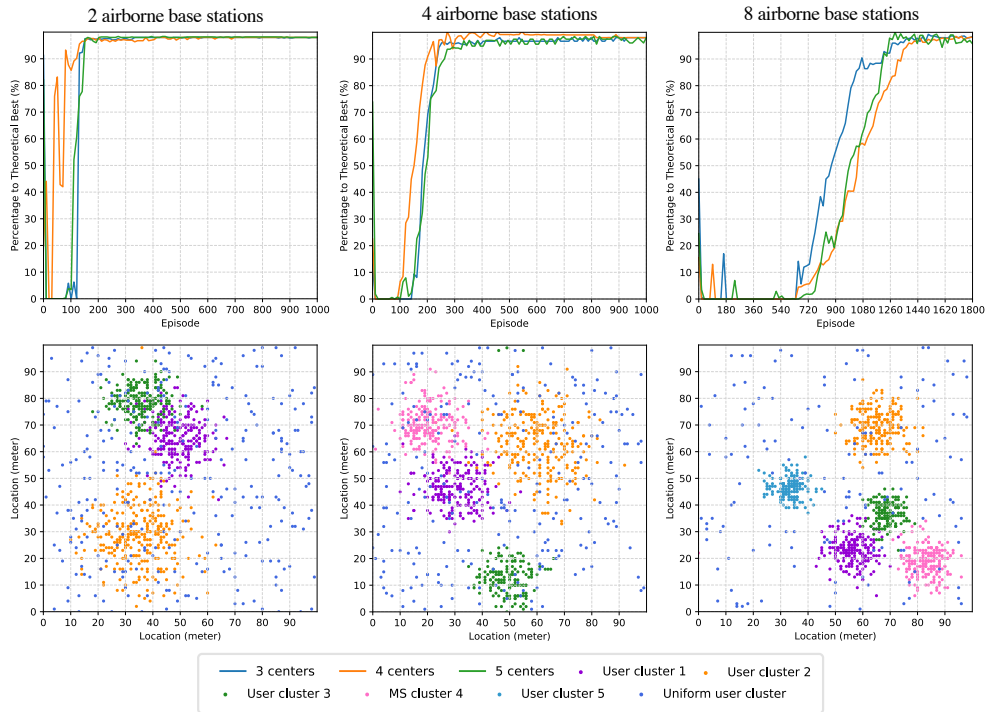 2 airborne base stations
4 airborne base stations
8 airborne base stations
Percentage to Theoretical Best (%)
90
80
70
60
50
40
30
20
10
0
0 100 200 300 400 500 600 700 800 900 1000
Episode
Percentage to Theoretical Best (%)
90
80
70
60
50
40
30
20
10
0
0 100 200 300 400 500 600 700 800 900 1000
Episode
Percentage to Theoretical Best (%)
90
80
70
60
50
40
30
20
10
0
0 180 360 540 720 900 1080 1260 1440 1620 1800
Episode
Location (meter)
90
80
70
60
50
40
30
20
10
0
0 10 20 30 40 50 60 70 80 90
Location (meter)
Location (meter)
90
80
70
60
50
40
30
20
10
0
0 10 20 30 40 50 60 70 80 90
Location (meter)
Location (meter)
90
80
70
60
50
40
30
20
10
0
0 10 20 30 40 50 60 70 80 90
Location (meter)
3 centers 4 centers 5 centers User cluster 1 User cluster 2
User cluster 3 MS cluster 4 User cluster 5 Uniform user cluster